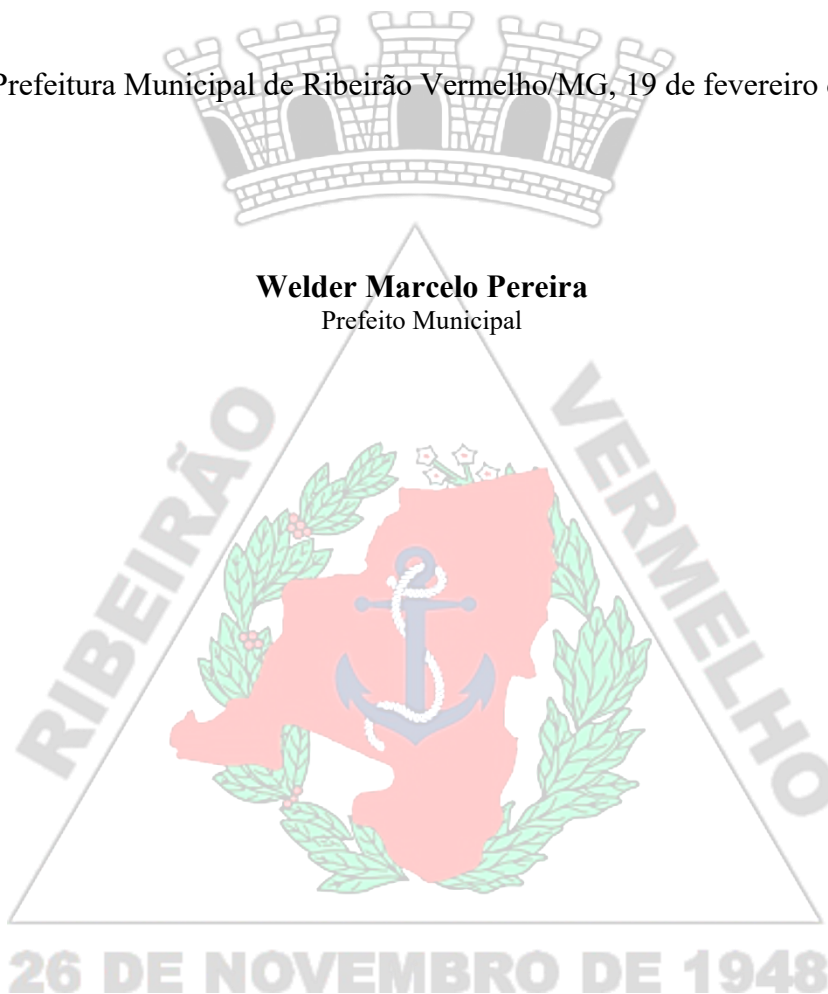 Prefeitura Municipal de Ribeirão Vermelho/MG, 19 de fevereiro
Welder Marcelo Pereira
Prefeito Municipal
RIBEIRÃO
VERMELHO
26 DE NOVEMBRO DE 1948